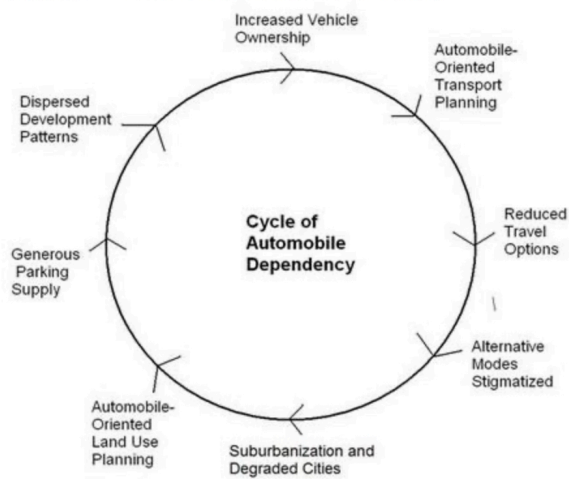 Increased Vehicle
Ownership
Automobile-
Oriented
Transport
Planning
Reduced
Travel
Options
Alternative
Modes
Stigmatized
Suburbanization and
Degraded Cities
Automobile-
Oriented
Land Use
Planning
Generous
Parking
Supply
Dispersed
Development
Patterns
Cycle of
Automobile
Dependency